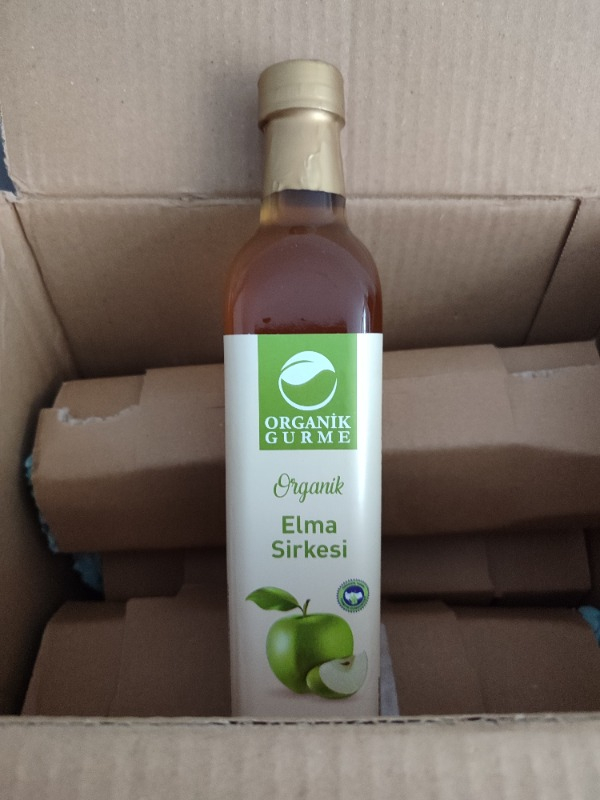 ORGANİK
GURME
Organik
Elma
Sirkesi